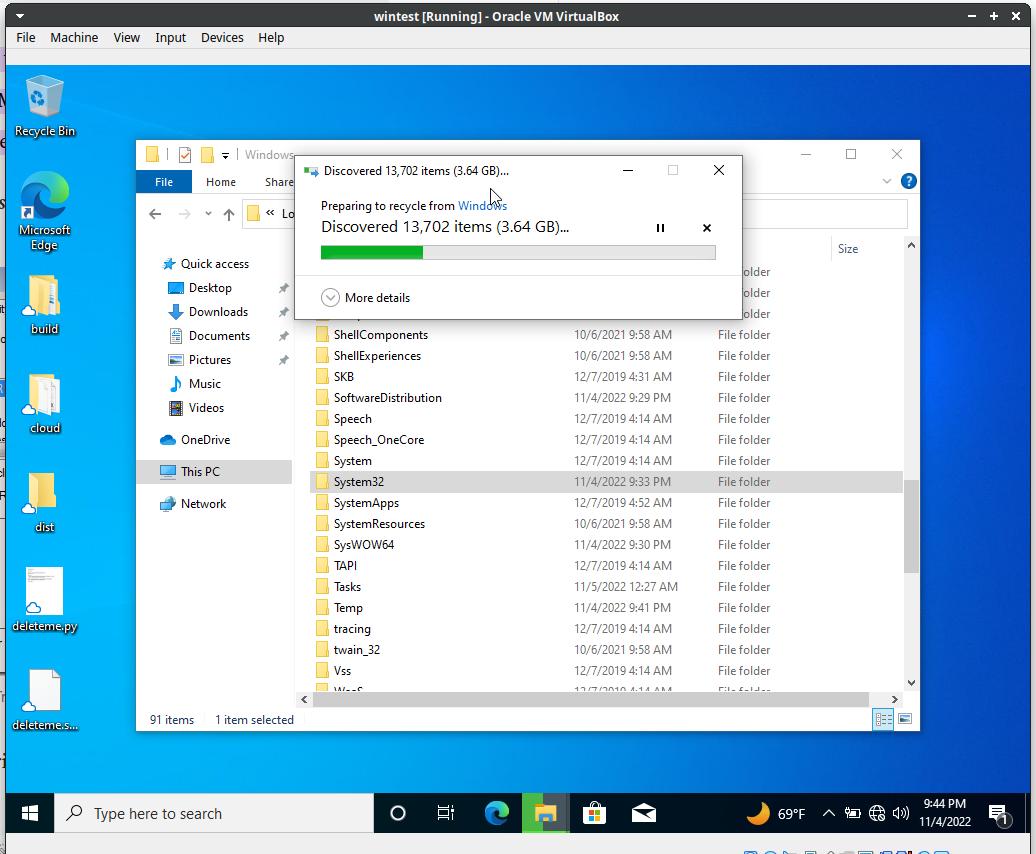 wintest [Running] - Oracle VM VirtualBox
File Machine View Input Devices Help
Recycle Bin
Microsoft
Edge
build
cloud
dist
deleteme.py
deleteme.s...
Windows
File Home Share
« Lo
Discovered 13,702 items (3.64 GB)...
Preparing to recycle from Windows
Discovered 13,702 items (3.64 GB)...
More details
Size
Quick access
Desktop
Downloads
Documents
Pictures
Music
Videos
OneDrive
This PC
Network
older
ShellComponents 10/6/2021 9:58 AM File folder
ShellExperiences 10/6/2021 9:58 AM File folder
SKB 12/7/2019 4:31 AM File folder
SoftwareDistribution 11/4/2022 9:29 PM File folder
Speech 12/7/2019 4:14 AM File folder
Speech_OneCore 12/7/2019 4:14 AM File folder
System 12/7/2019 4:14 AM File folder
System32 11/4/2022 9:33 PM File folder
SystemApps 12/7/2019 4:52 AM File folder
SystemResources 10/6/2021 9:58 AM File folder
SysWOW64 11/4/2022 9:30 PM File folder
TAPI 12/7/2019 4:14 AM File folder
Tasks 11/5/2022 12:27 AM File folder
Temp 11/4/2022 9:41 PM File folder
tracing 12/7/2019 4:14 AM File folder
twain_32 10/6/2021 9:58 AM File folder
Vss 12/7/2019 4:14 AM File folder
WaaS 12/7/2019 4:14 AM File folder
91 items 1 item selected
Type here to search
69°F
9:44 PM
11/4/2022
1